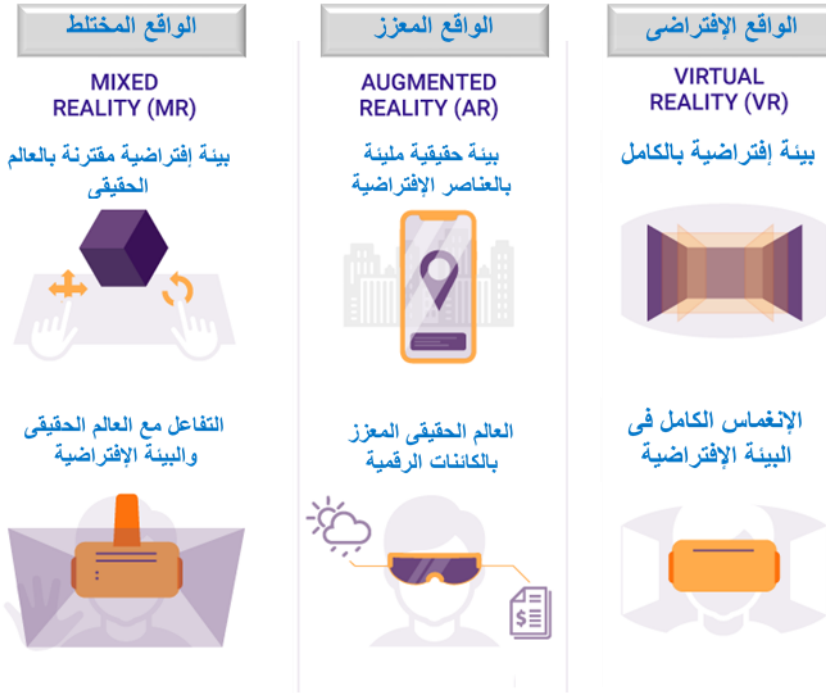 الواقع الإفتراضى
VIRTUAL
REALITY (VR)
بيئة إفتراضية بالكامل
الإنغماس الكامل فى
البيئة الإفتراضية
الواقع المعزز
AUGMENTED
REALITY (AR)
بيئة حقيقية مليئة
بالعناصر الإفتراضية
العالم الحقيقى المعزز
بالكائنات الرقمية
$
الواقع المختلط
MIXED
REALITY (MR)
بيئة إفتراضية مقترنة بالعالم
الحقيقى
التفاعل مع العالم الحقيقى
والبيئة الإفتراضية